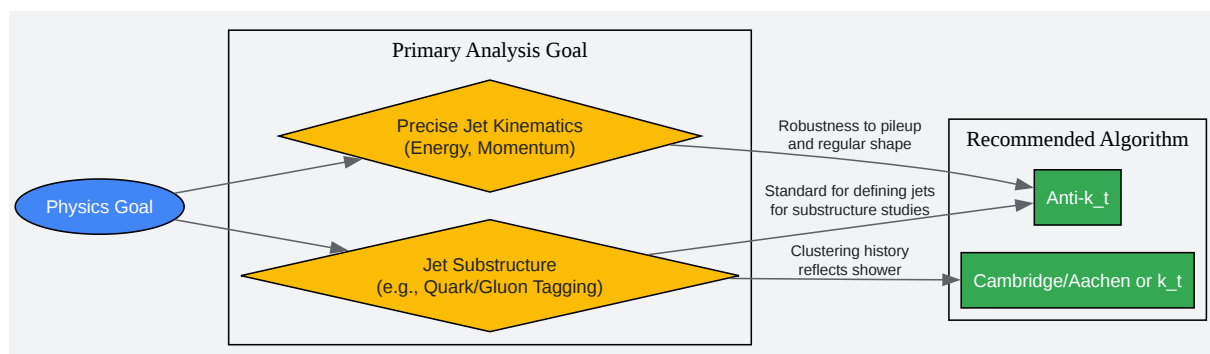 Primary Analysis Goal
Precise Jet Kinematics
(Energy, Momentum)
Robustness to pileup
and regular shape
Recommended Algorithm
Physics Goal
Standard for defining jets
for substructure studies
Anti-k_t
Jet Substructure
(e.g., Quark/Gluon Tagging)
Clustering history
reflects shower
Cambridge/Aachen or k_t